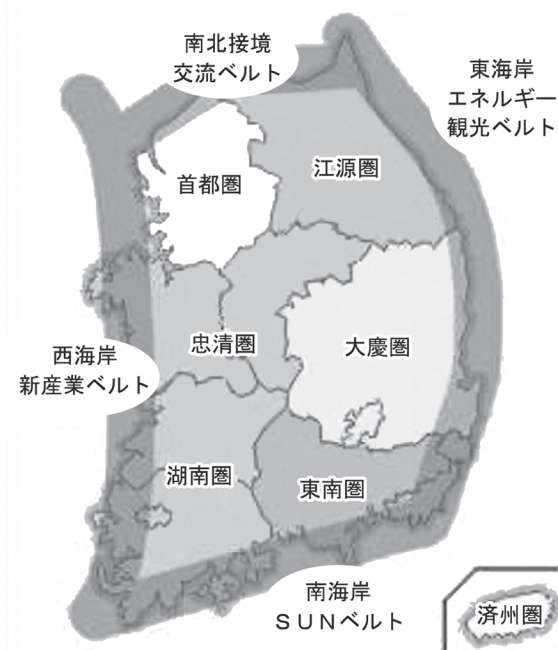 南北接境
交流ベルト
東海岸
エネルギー
観光ベルト
首都圏
江源圏
忠清圏
大慶圏
西海岸
新産業ベルト
湖南圏
東南圏
南海岸
ＳＵＮベルト
済州圏